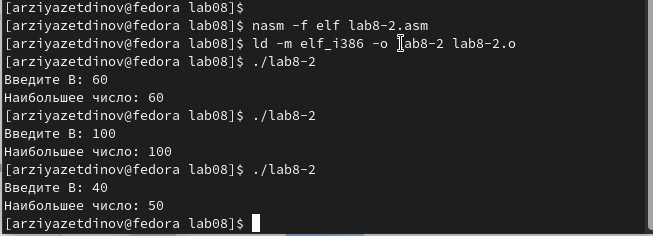 [arziyazetdinov@fedora lab08]$
[arziyazetdinov@fedora lab08]$ nasm -f elf lab8-2.asm
[arziyazetdinov@fedora lab08]$ ld -m elf_i386 -o lab8-2 lab8-2.o
[arziyazetdinov@fedora lab08]$ ./lab8-2
Введите В: 60
Наибольшее число: 60
[arziyazetdinov@fedora lab08]$ ./lab8-2
Введите В: 100
Наибольшее число: 100
[arziyazetdinov@fedora lab08]$ ./lab8-2
Введите В: 40
Наибольшее число: 50
[arziyazetdinov@fedora lab08]$